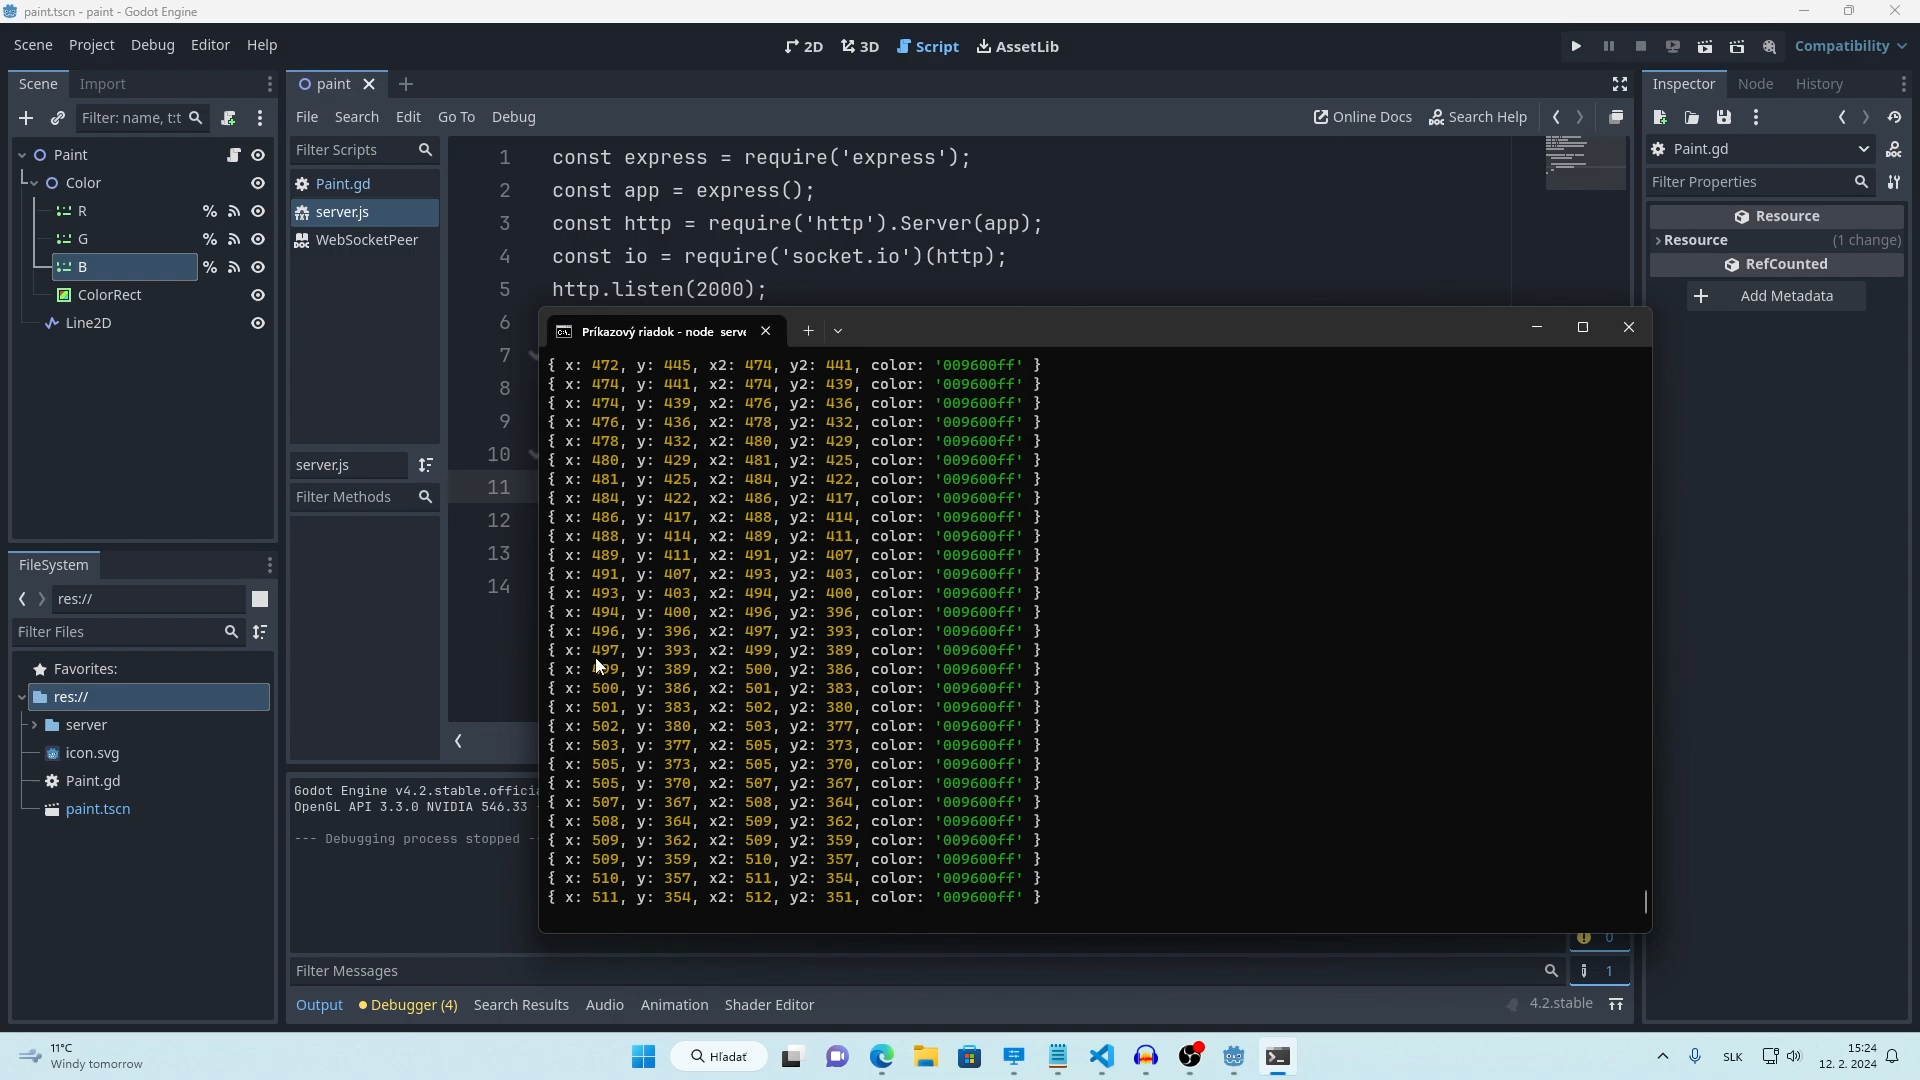 paint.tscn - paint - Godot Engine
Scene Project Debug Editor Help
2D 3D Script AssetLib
Compatibility
Scene Import
paint
Inspector Node History
Filter: name, t:t
File Search Edit Go To Debug
Online Docs Search Help
Filter Scripts
Paint.gd
server.js
WebSocketPeer
server.js
Filter Methods
Paint
Color
R
G
B
ColorRect
Line2D
1 const express = require('express');
2 const app = express();
3 const http = require('http').Server(app);
4 const io = require('socket.io')(http);
5 http.listen(2000);
6
7
8
9
10
11
12
13
14
Paint.gd
Filter Properties
Resource
Resource (1 change)
RefCounted
Add Metadata
Príkazový riadok - node serve
{ x: 472, y: 445, x2: 474, y2: 441, color: '009600ff' }
{ x: 474, y: 441, x2: 474, y2: 439, color: '009600ff' }
{ x: 474, y: 439, x2: 476, y2: 436, color: '009600ff' }
{ x: 476, y: 436, x2: 478, y2: 432, color: '009600ff' }
{ x: 478, y: 432, x2: 480, y2: 429, color: '009600ff' }
{ x: 480, y: 429, x2: 481, y2: 425, color: '009600ff' }
{ x: 481, y: 425, x2: 484, y2: 422, color: '009600ff' }
{ x: 484, y: 422, x2: 486, y2: 417, color: '009600ff' }
{ x: 486, y: 417, x2: 488, y2: 414, color: '009600ff' }
{ x: 488, y: 414, x2: 489, y2: 411, color: '009600ff' }
{ x: 489, y: 411, x2: 491, y2: 407, color: '009600ff' }
{ x: 491, y: 407, x2: 493, y2: 403, color: '009600ff' }
{ x: 493, y: 403, x2: 494, y2: 400, color: '009600ff' }
{ x: 494, y: 400, x2: 496, y2: 396, color: '009600ff' }
{ x: 496, y: 396, x2: 497, y2: 393, color: '009600ff' }
{ x: 497, y: 393, x2: 499, y2: 389, color: '009600ff' }
{ x: 499, y: 389, x2: 500, y2: 386, color: '009600ff' }
{ x: 500, y: 386, x2: 501, y2: 383, color: '009600ff' }
{ x: 501, y: 383, x2: 502, y2: 380, color: '009600ff' }
{ x: 502, y: 380, x2: 503, y2: 377, color: '009600ff' }
{ x: 503, y: 377, x2: 505, y2: 373, color: '009600ff' }
{ x: 505, y: 373, x2: 505, y2: 370, color: '009600ff' }
{ x: 505, y: 370, x2: 507, y2: 367, color: '009600ff' }
{ x: 507, y: 367, x2: 508, y2: 364, color: '009600ff' }
{ x: 508, y: 364, x2: 509, y2: 362, color: '009600ff' }
{ x: 509, y: 362, x2: 509, y2: 359, color: '009600ff' }
{ x: 509, y: 359, x2: 510, y2: 357, color: '009600ff' }
{ x: 510, y: 357, x2: 511, y2: 354, color: '009600ff' }
{ x: 511, y: 354, x2: 512, y2: 351, color: '009600ff' }
FileSystem
res://
Filter Files
Favorites:
res://
server
icon.svg
Paint.gd
paint.tscn
Godot Engine v4.2.stable.officia
OpenGL API 3.3.0 NVIDIA 546.33 -
--- Debugging process stopped --
0
Filter Messages
1
Output Debugger (4) Search Results Audio Animation Shader Editor
4.2.stable
11°C
Windy tomorrow
Hľadať
SLK
15:24
12. 2. 2024